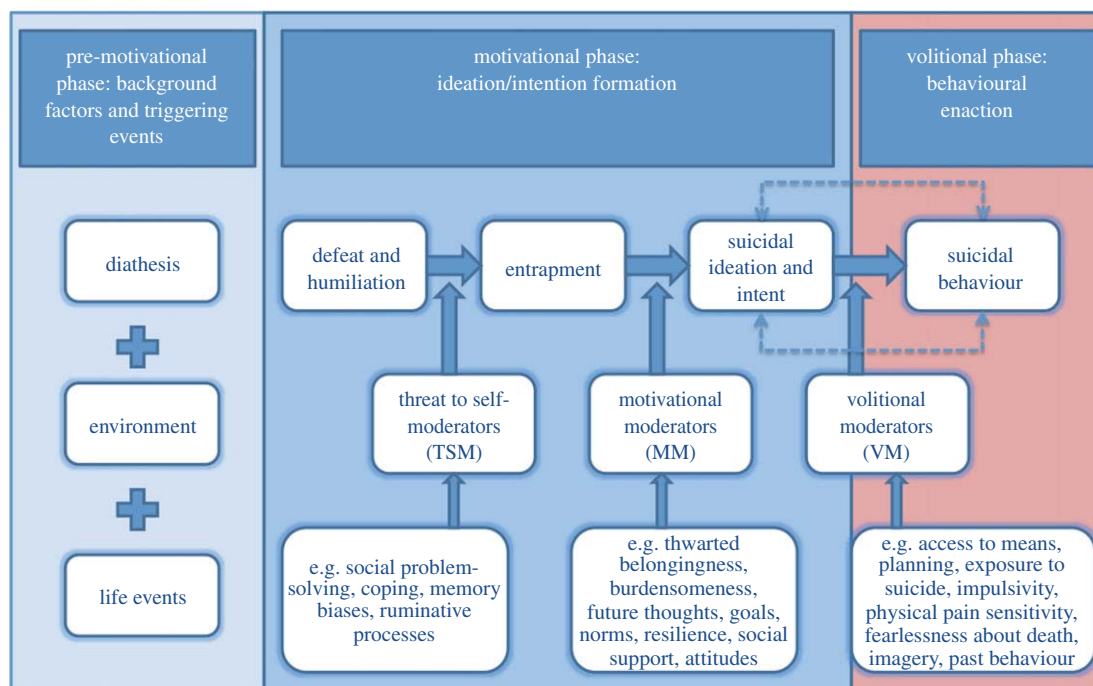 pre-motivational
phase: background
factors and triggering
events
motivational phase:
ideation/intention formation
volitional phase:
behavioural
enaction
diathesis
environment
life events
defeat and
humiliation
entrapment
suicidal
ideation and
intent
suicidal
behaviour
threat to self-
moderators
(TSM)
motivational
moderators
(MM)
volitional
moderators
(VM)
e.g. social problem-
solving, coping, memory
biases, ruminative
processes
e.g. thwarted
belongingness,
burdensomeness,
future thoughts, goals,
norms, resilience, social
support, attitudes
e.g. access to means,
planning, exposure to
suicide, impulsivity,
physical pain sensitivity,
fearlessness about death,
imagery, past behaviour